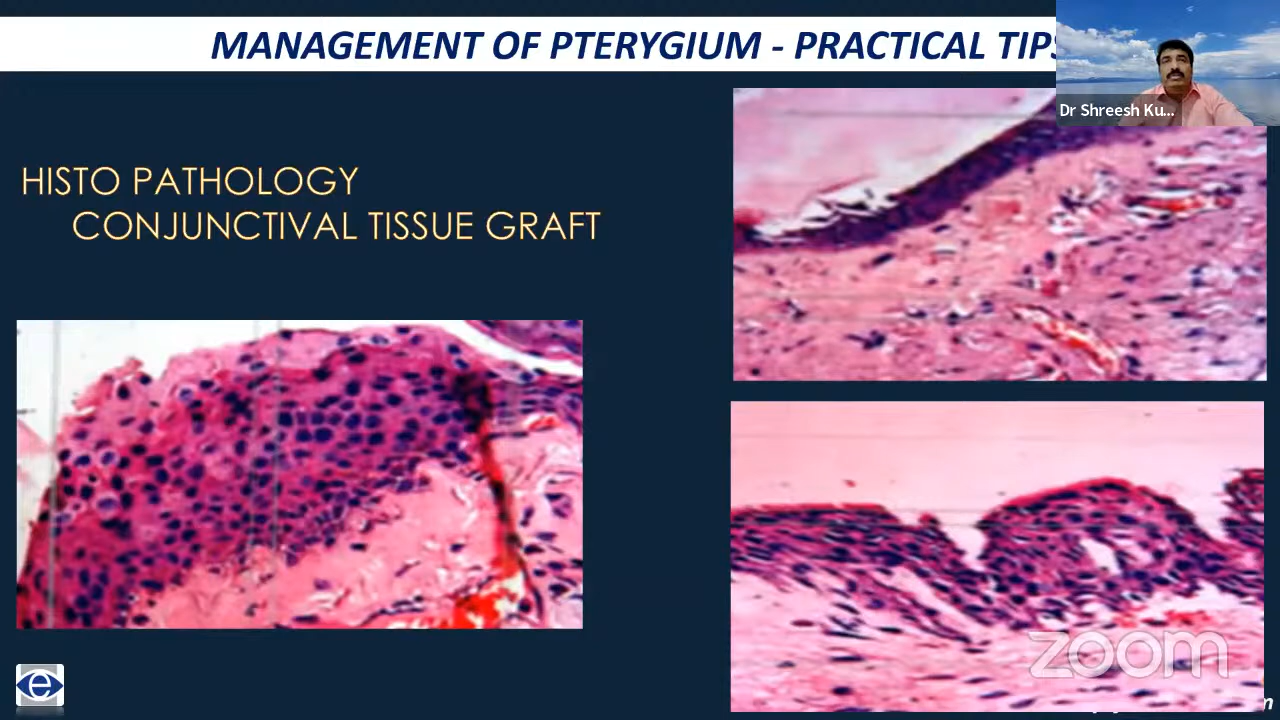 MANAGEMENT OF PTERYGIUM - PRACTICAL TIPS
Dr Shreesh Ku...
HISTO PATHOLOGY
CONJUNCTIVAL TISSUE GRAFT
zoom
e